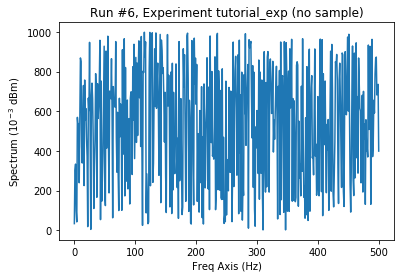 Run #6, Experiment tutorial_exp (no sample)
1000
800
600
400
200
0
Spectrum (10⁻³ dBm)
0 100 200 300 400 500
Freq Axis (Hz)